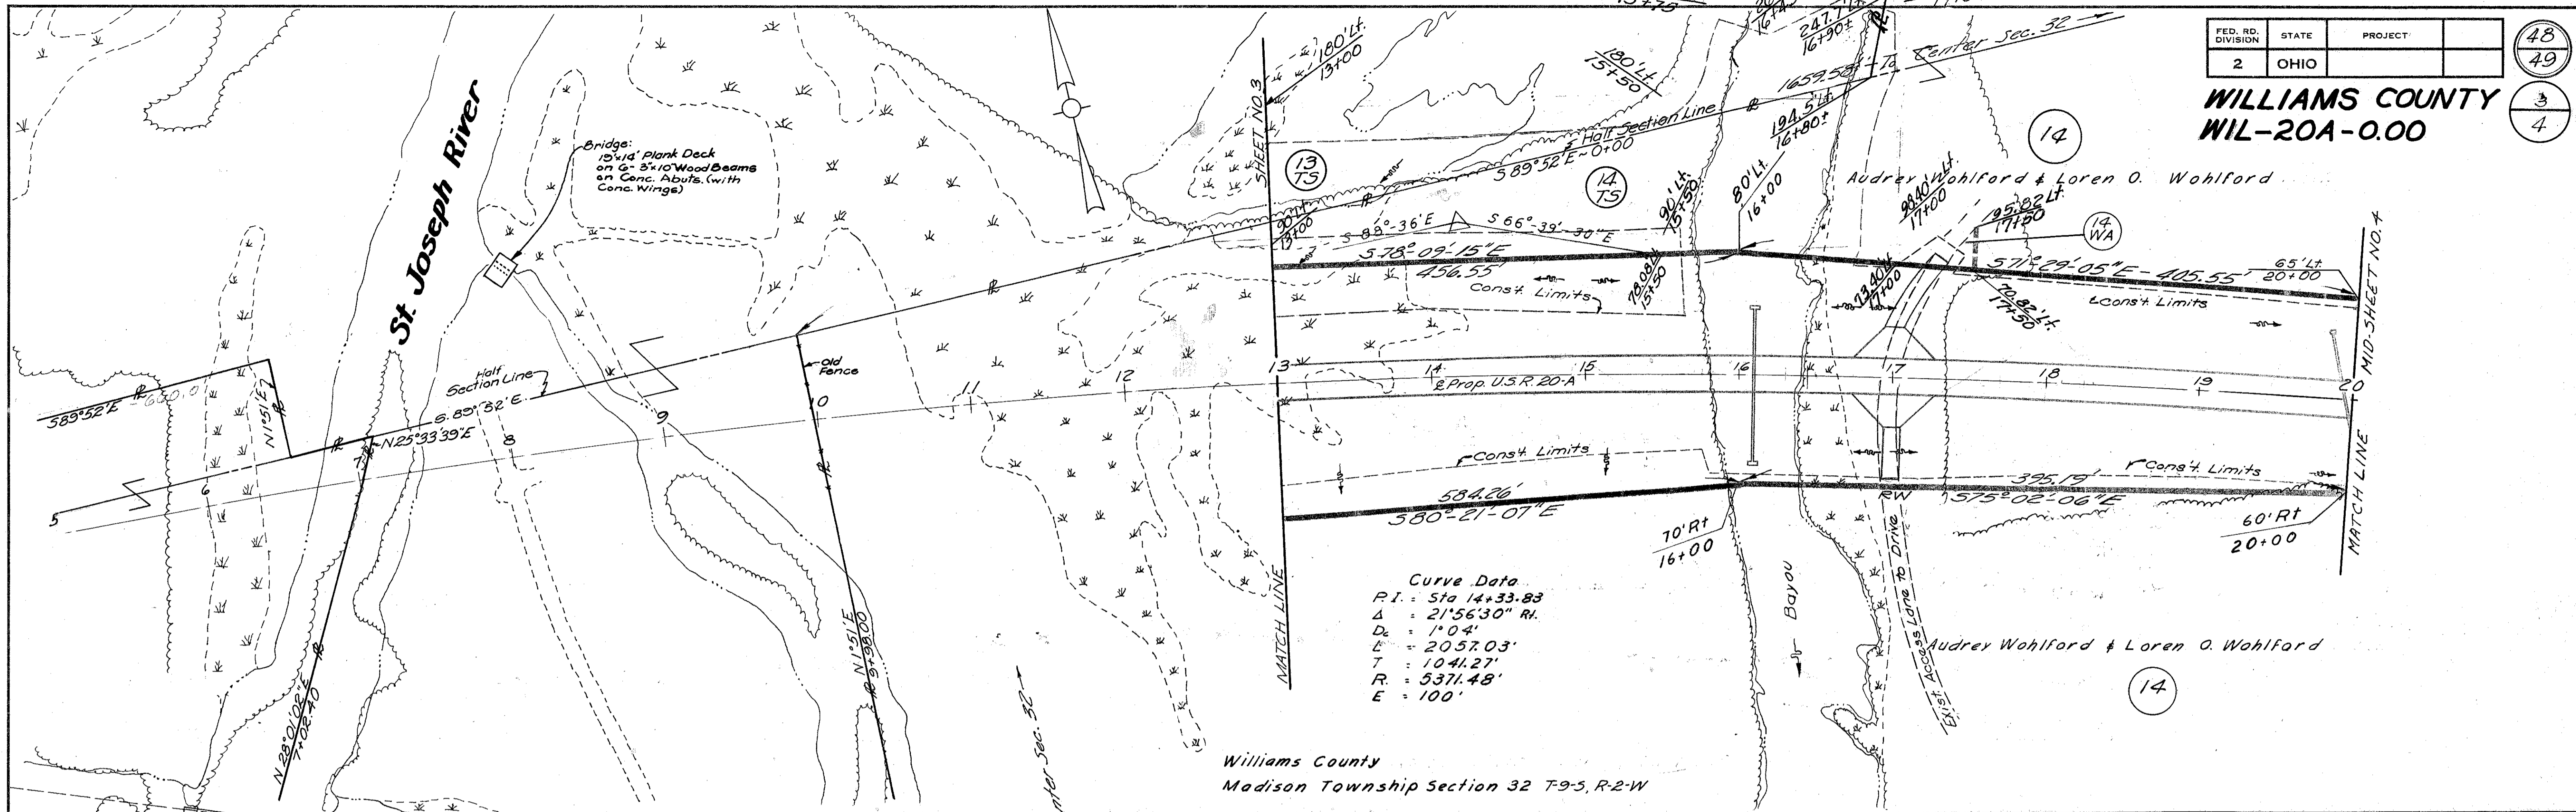 FED. RD. DIVISION STATE PROJECT
2 OHIO
48
49
WILLIAMS COUNTY
WIL-20A-0.00
3
4
St. Joseph River
Bridge:
15'x14' Plank Deck
on 6-3"x10" Wood Beams
on Conc. Abuts. (with
Conc. Wings)
SHEET NO. 3
180' Lt.
13+00
180' Lt.
15+50
247.7' Lt.
16+90±
1659.58' To Center Sec. 32
194.5' Lt.
16+80±
Half Section Line
S 89°52' E ~ 0+00
13
TS
14
TS
14
Audrey Wohlford & Loren O. Wohlford
90' Lt.
13+00
S 88°-36' E
S 66°-39'-30" E
90' Lt.
15+50
80' Lt.
16+00
98.40' Lt.
17+00
195.82 Lt.
17+50
14
WA
S 78°-09'-15" E
456.55'
Const. Limits
78.08 Lt.
15+50
73.40 Lt.
17+00
S 71°-29'-05" E - 405.55'
70.82 Lt.
17+50
Const. Limits
65' Lt.
20+00
MID-SHEET NO. 4
S 89°52' E
N 1°51' E
Half
Section Line
S. 89°52' E.
N 25°33'39" E
Old
Fence
5
6
8
9
10
11
12
13
14
15
16
17
18
19
20
℄ Prop. U.S.R. 20-A
Const. Limits
584.26'
S 80°-21'-07" E
70' Rt
16+00
RW
395.19'
S 75°-02'-06" E
Const. Limits
60' Rt
20+00
MATCH LINE
MATCH LINE
N 28°01'02" E
7+02.40
N 1°51' E
9+98.00
Curve Data
P.I. = Sta 14+33.83
Δ = 21°56'30" Rt.
Dc = 1°04'
L = 2057.03'
T = 1041.27'
R. = 5371.48'
E = 100'
Bayou
Exist. Access Lane to Drive
Audrey Wohlford & Loren O. Wohlford
14
Williams County
Madison Township Section 32 T-9-S, R-2-W